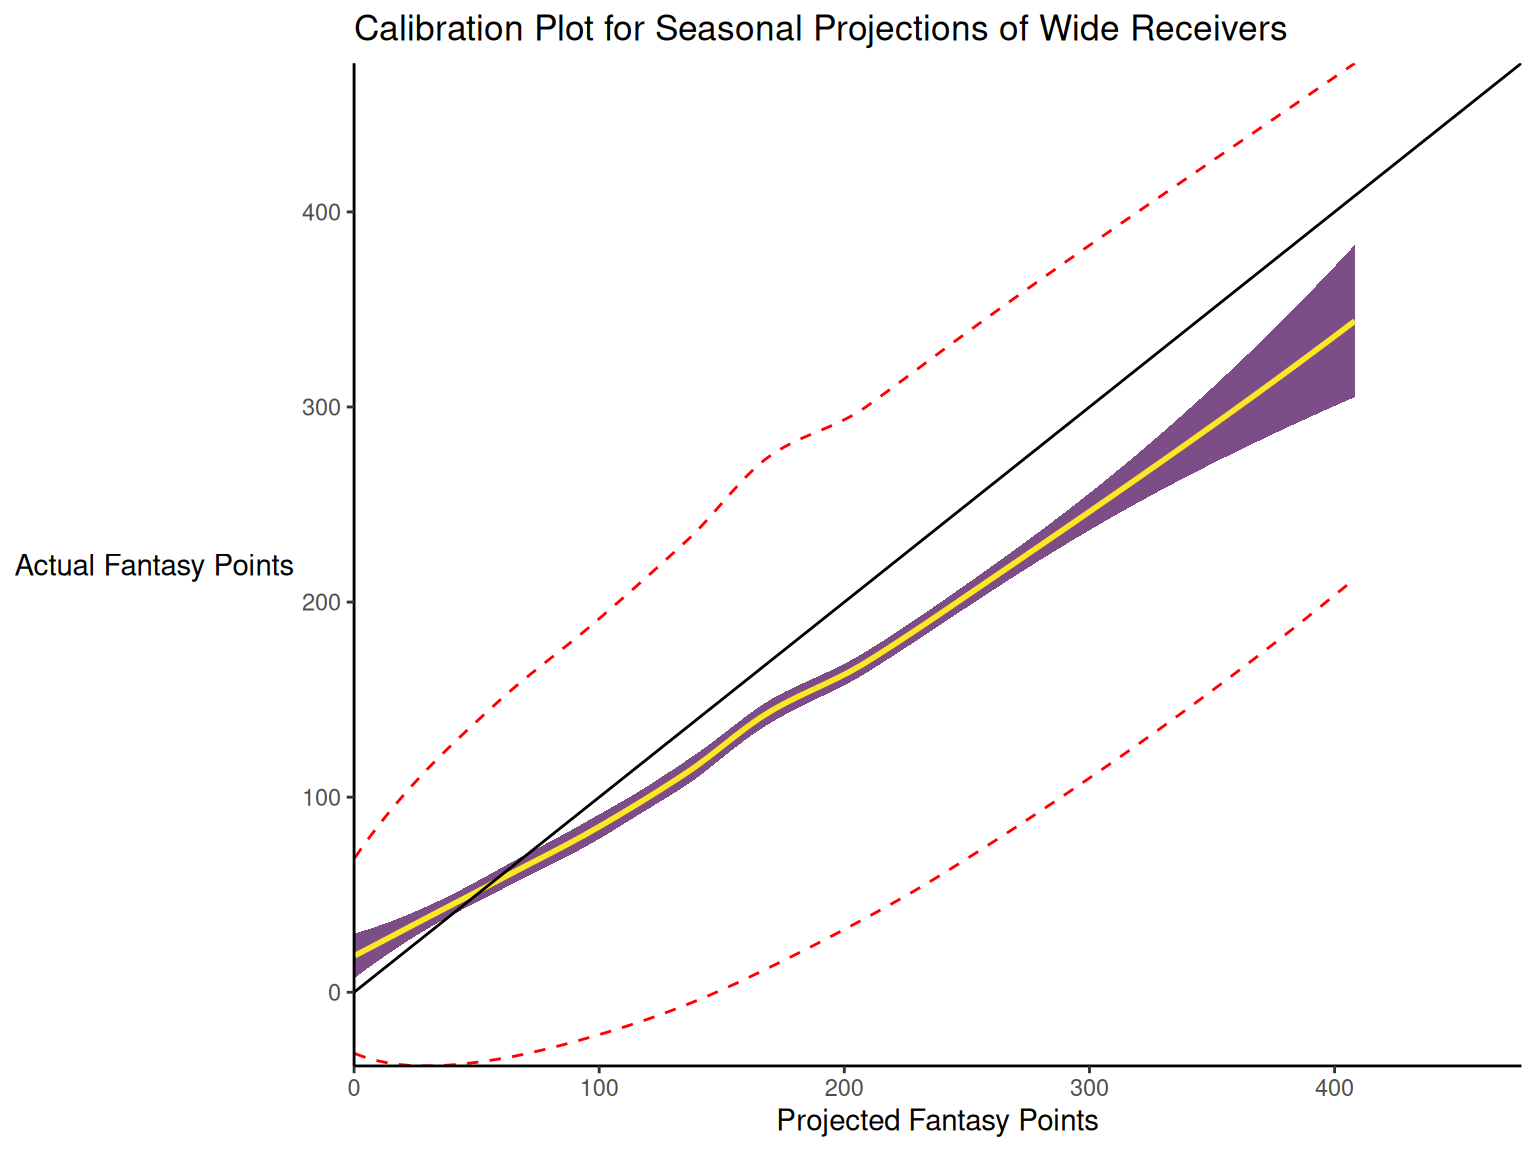 Calibration Plot for Seasonal Projections of Wide Receivers
400
300
Actual Fantasy Points
200
100
0
0 100 200 300 400
Projected Fantasy Points